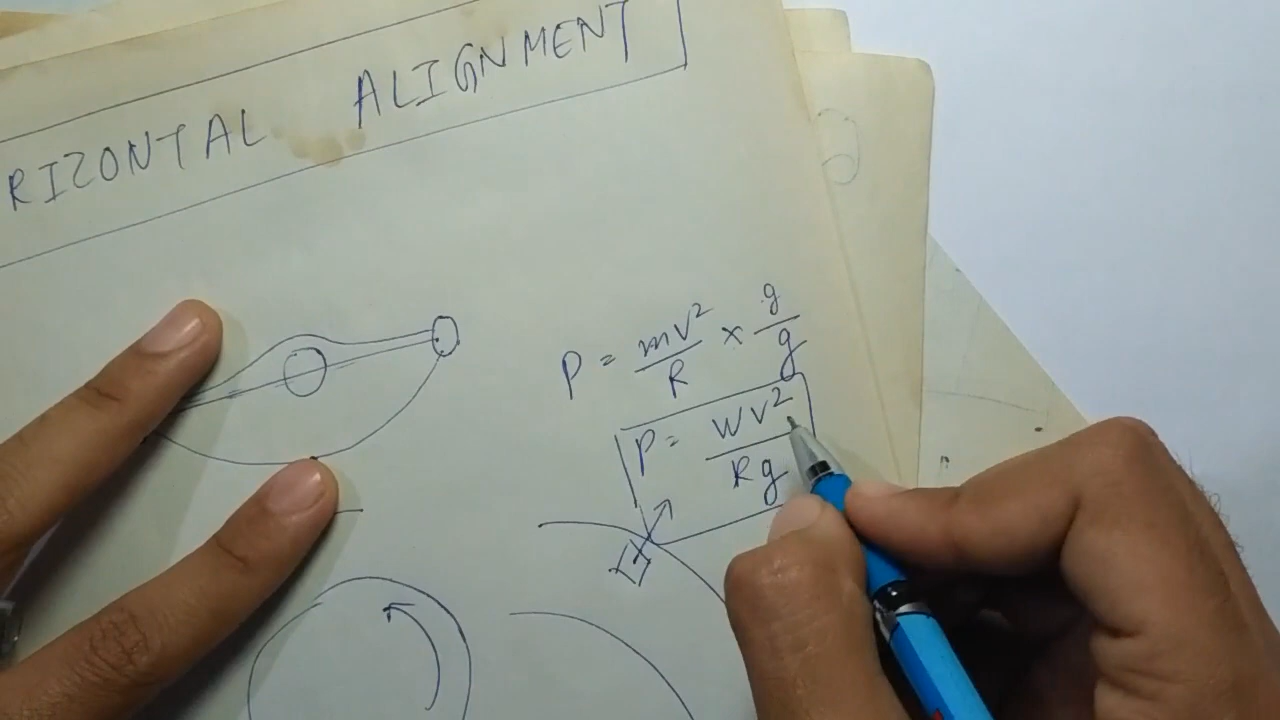 RIZONTAL ALIGNMENT
P = mv²/R × g/g
P = Wv²/Rg